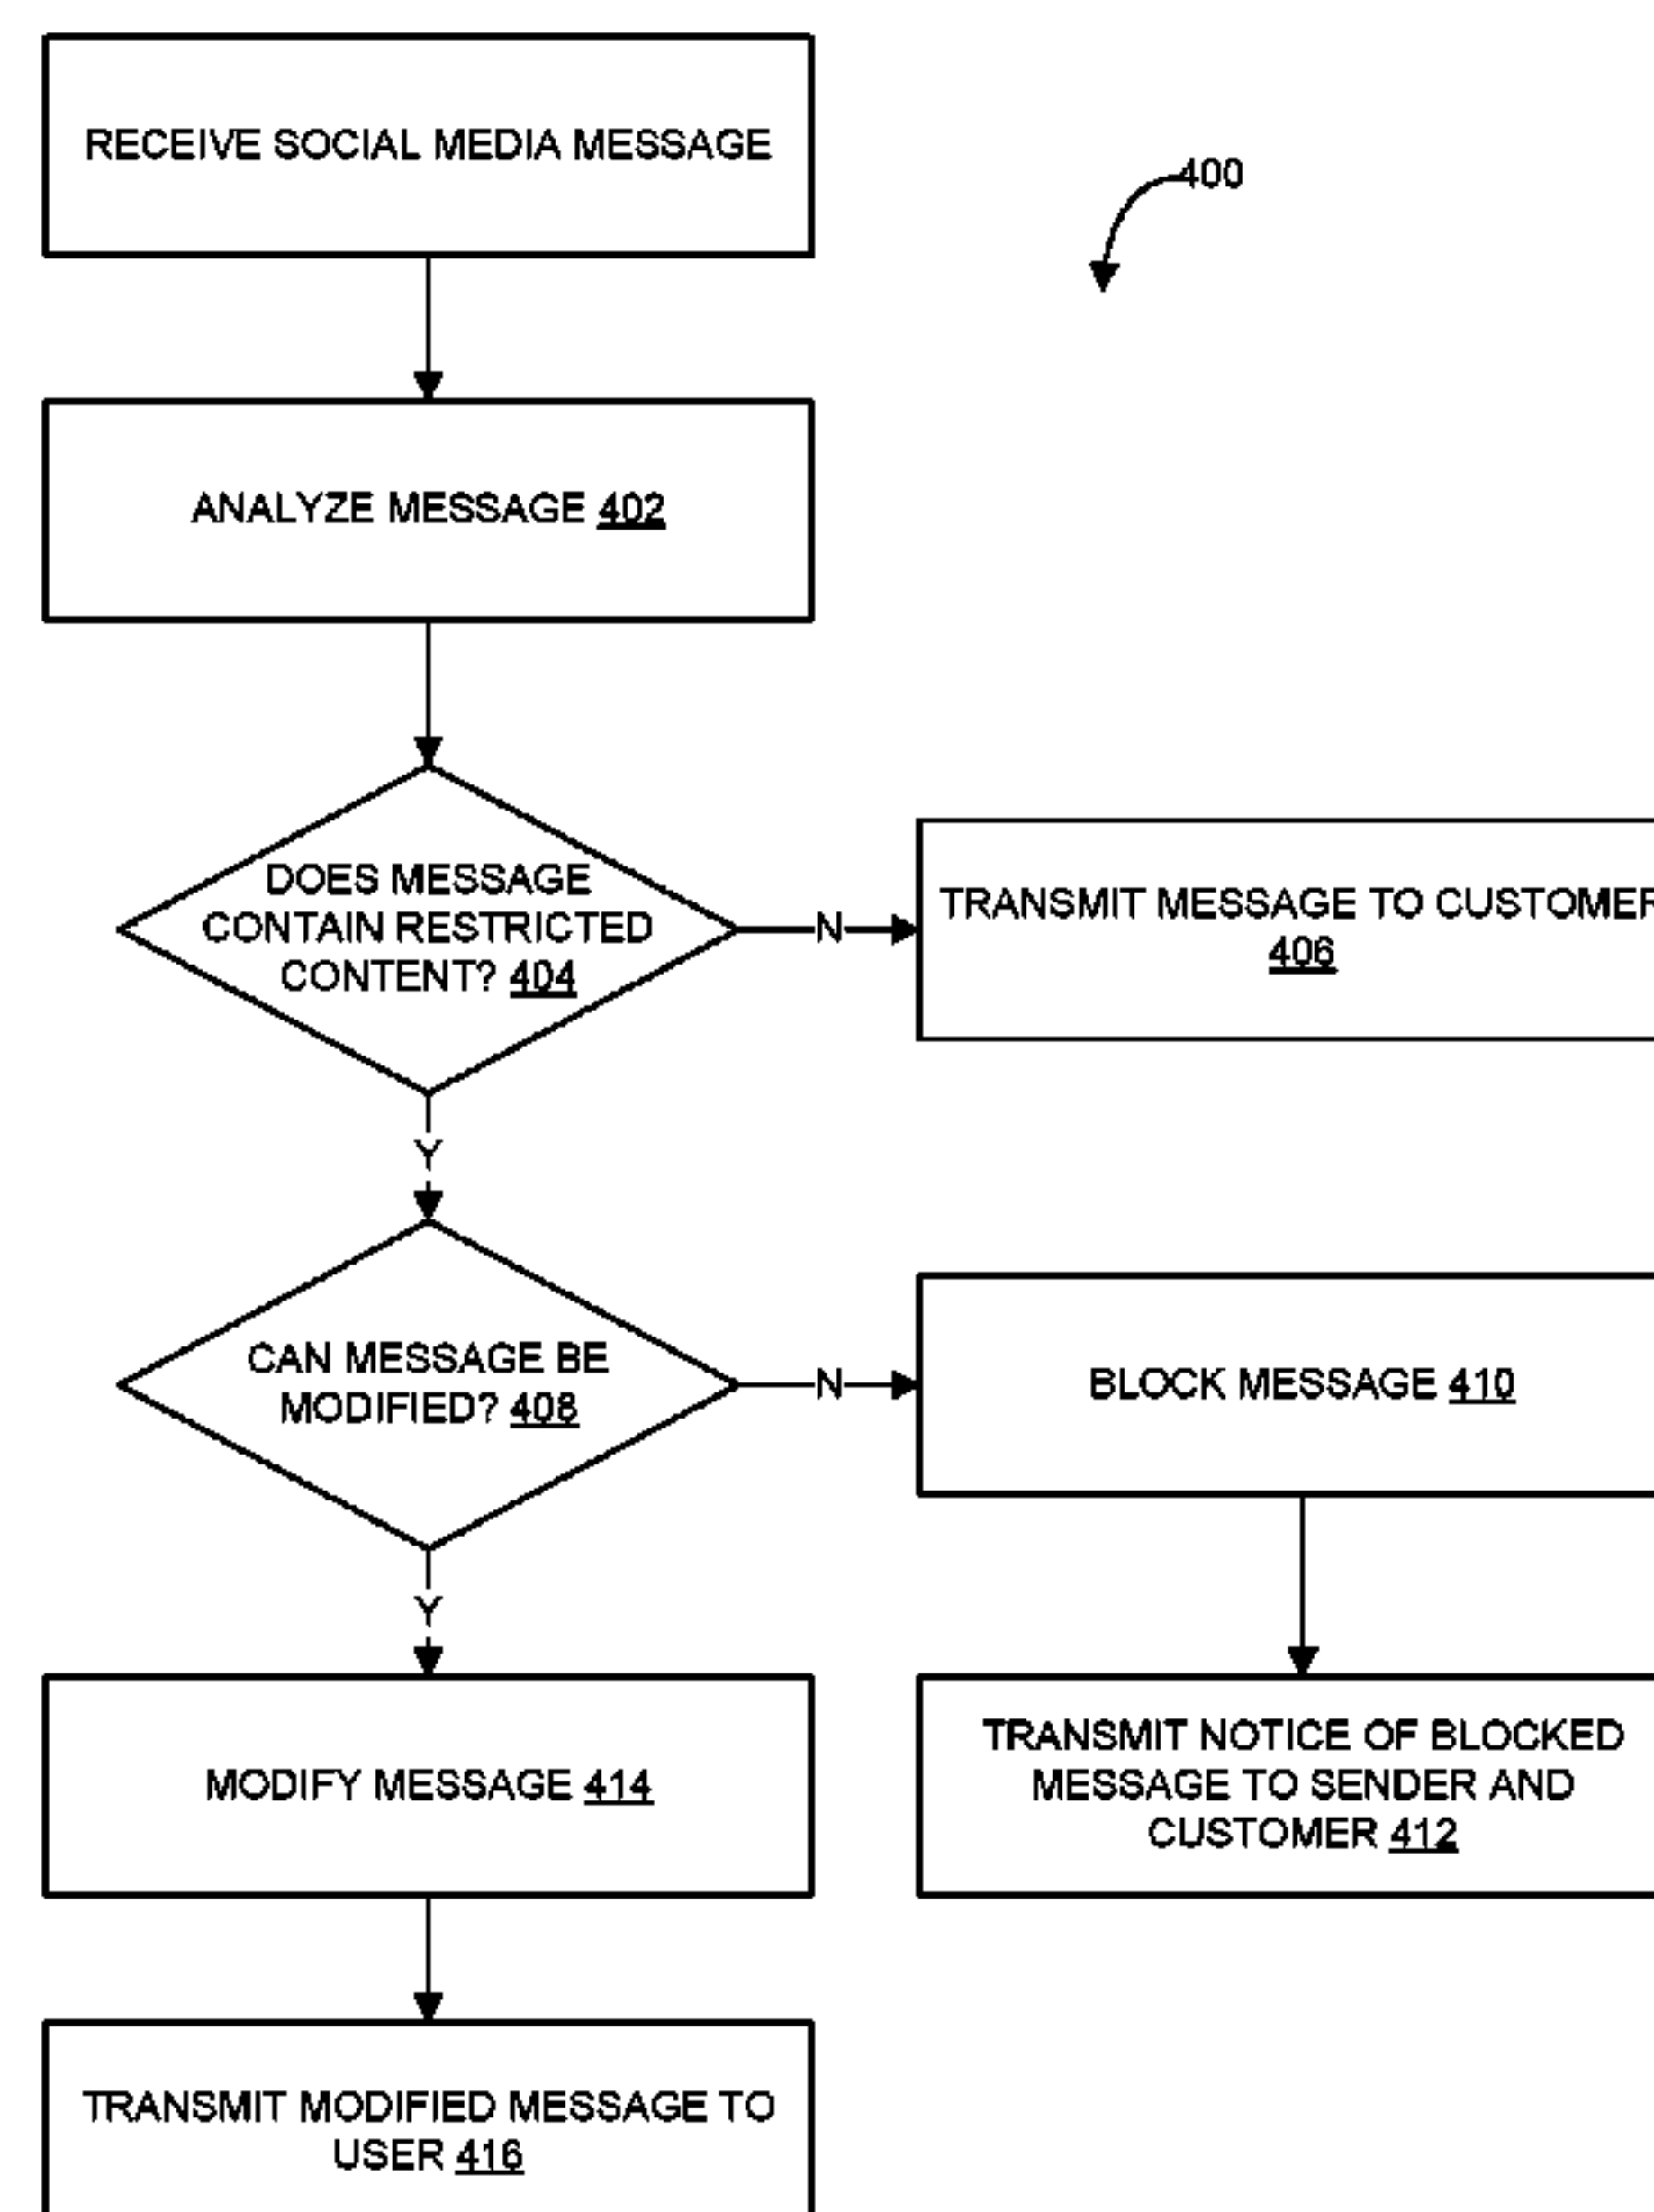 RECEIVE SOCIAL MEDIA MESSAGE
400
ANALYZE MESSAGE 402
DOES MESSAGE
CONTAIN RESTRICTED
CONTENT? 404
N
TRANSMIT MESSAGE TO CUSTOMER
406
Y
CAN MESSAGE BE
MODIFIED? 408
N
BLOCK MESSAGE 410
Y
MODIFY MESSAGE 414
TRANSMIT NOTICE OF BLOCKED
MESSAGE TO SENDER AND
CUSTOMER 412
TRANSMIT MODIFIED MESSAGE TO
USER 416